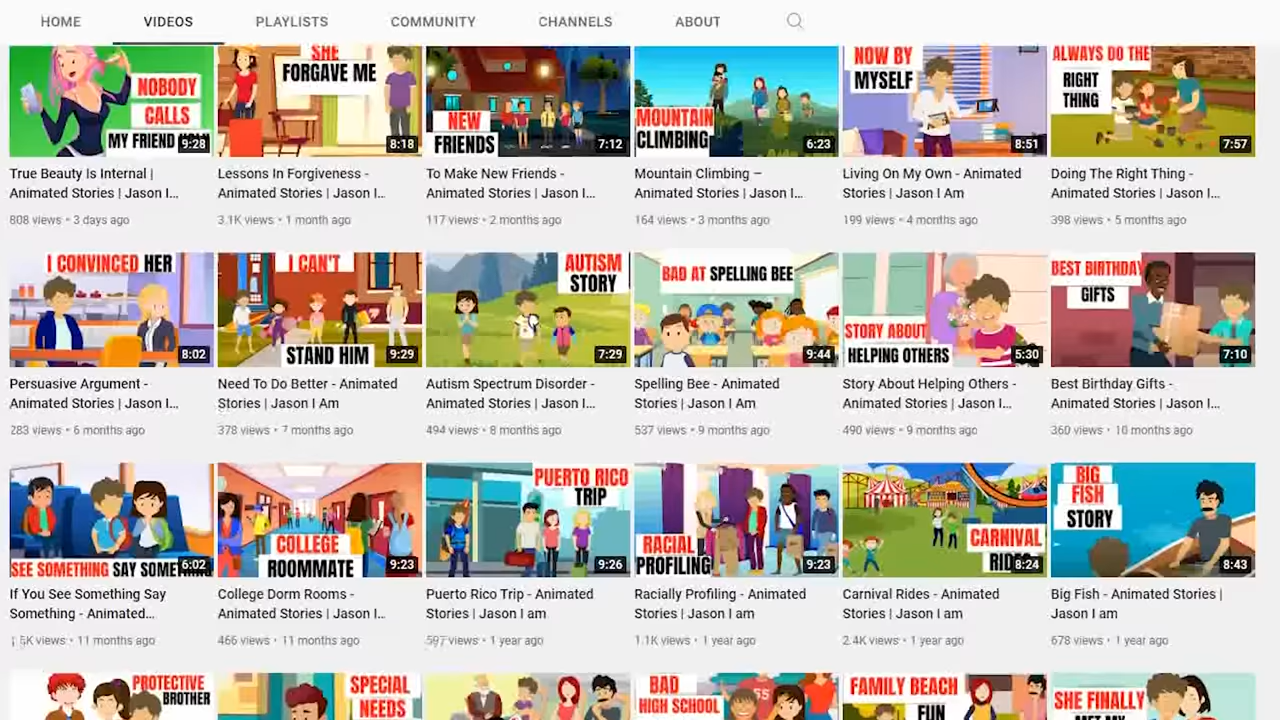 HOME VIDEOS PLAYLISTS COMMUNITY CHANNELS ABOUT
NOBODY
CALLS
MY FRIEND
9:28
SHE
FORGAVE ME
8:18
NEW
FRIENDS
7:12
MOUNTAIN
CLIMBING
6:23
NOW BY
MYSELF
8:51
ALWAYS DO THE
RIGHT
THING
7:57
True Beauty Is Internal |
Animated Stories | Jason I...
808 views • 3 days ago
Lessons In Forgiveness -
Animated Stories | Jason I...
3.1K views • 1 month ago
To Make New Friends -
Animated Stories | Jason I...
117 views • 2 months ago
Mountain Climbing –
Animated Stories | Jason I...
164 views • 3 months ago
Living On My Own - Animated
Stories | Jason I Am
199 views • 4 months ago
Doing The Right Thing -
Animated Stories | Jason I...
398 views • 5 months ago
I CONVINCED HER
8:02
I CAN'T
STAND HIM
9:29
AUTISM
STORY
7:29
BAD AT SPELLING BEE
9:44
STORY ABOUT
HELPING OTHERS
5:30
BEST BIRTHDAY
GIFTS
7:10
Persuasive Argument -
Animated Stories | Jason I...
283 views • 6 months ago
Need To Do Better - Animated
Stories | Jason I Am
378 views • 7 months ago
Autism Spectrum Disorder -
Animated Stories | Jason I...
494 views • 8 months ago
Spelling Bee - Animated
Stories | Jason I Am
537 views • 9 months ago
Story About Helping Others -
Animated Stories | Jason I...
490 views • 9 months ago
Best Birthday Gifts -
Animated Stories | Jason I...
360 views • 10 months ago
SEE SOMETHING SAY SOMETHING
6:02
COLLEGE
ROOMMATE
9:23
PUERTO RICO
TRIP
9:26
RACIAL
PROFILING
9:23
CARNIVAL
8:24
BIG
FISH
STORY
8:43
If You See Something Say
Something - Animated...
1.5K views • 11 months ago
College Dorm Rooms -
Animated Stories | Jason I...
466 views • 11 months ago
Puerto Rico Trip - Animated
Stories | Jason I am
597 views • 1 year ago
Racially Profiling - Animated
Stories | Jason I am
1.1K views • 1 year ago
Carnival Rides - Animated
Stories | Jason I am
2.4K views • 1 year ago
Big Fish - Animated Stories |
Jason I am
678 views • 1 year ago
PROTECTIVE
BROTHER
SPECIAL
NEEDS
BAD
HIGH SCHOOL
FAMILY BEACH
FUN
SHE FINALLY
MET MY